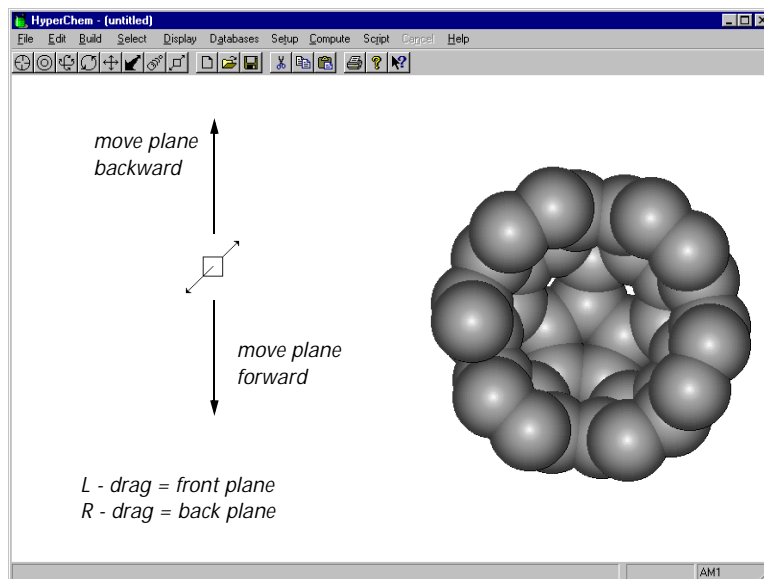 HyperChem - (untitled)
File Edit Build Select Display Databases Setup Compute Script Cancel Help
move plane
backward
move plane
forward
L - drag = front plane
R - drag = back plane
AM1